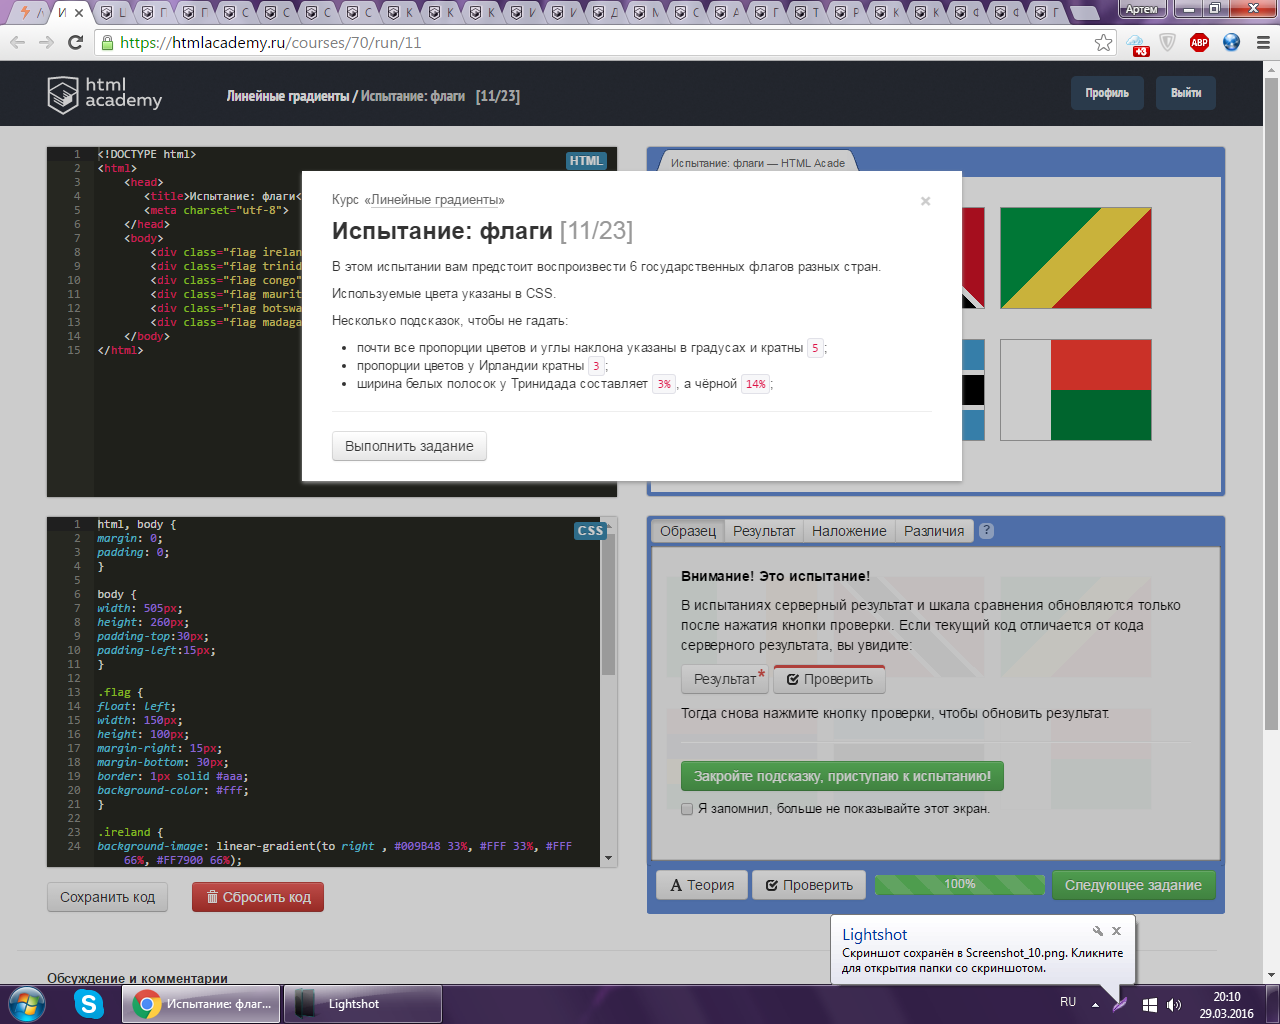 Артем
https://htmlacademy.ru/courses/70/run/11
+3
ABP
html
academy
Линейные градиенты / Испытание: флаги [11/23]
Профиль
Выйти
HTML
1 <!DOCTYPE html>
2 <html>
3 <head>
4 <title>Испытание: флаги<
5 <meta charset="utf-8">
6 </head>
7 <body>
8 <div class="flag irelan
9 <div class="flag trinid
10 <div class="flag congo"
11 <div class="flag maurit
12 <div class="flag botswa
13 <div class="flag madaga
14 </body>
15 </html>
Испытание: флаги — HTML Acade
Курс «Линейные градиенты»
×
Испытание: флаги [11/23]
В этом испытании вам предстоит воспроизвести 6 государственных флагов разных стран.
Используемые цвета указаны в CSS.
Несколько подсказок, чтобы не гадать:
• почти все пропорции цветов и углы наклона указаны в градусах и кратны 5;
• пропорции цветов у Ирландии кратны 3;
• ширина белых полосок у Тринидада составляет 3%, а чёрной 14%;
Выполнить задание
CSS
1 html, body {
2 margin: 0;
3 padding: 0;
4 }
5
6 body {
7 width: 505px;
8 height: 260px;
9 padding-top:30px;
10 padding-left:15px;
11 }
12
13 .flag {
14 float: left;
15 width: 150px;
16 height: 100px;
17 margin-right: 15px;
18 margin-bottom: 30px;
19 border: 1px solid #aaa;
20 background-color: #fff;
21 }
22
23 .ireland {
24 background-image: linear-gradient(to right , #009B48 33%, #FFF 33%, #FFF
66%, #FF7900 66%);
Образец
Результат
Наложение
Различия
?
Внимание! Это испытание!
В испытаниях серверный результат и шкала сравнения обновляются только
после нажатия кнопки проверки. Если текущий код отличается от кода
серверного результата, вы увидите:
Результат*
Проверить
Тогда снова нажмите кнопку проверки, чтобы обновить результат.
Закройте подсказку, приступаю к испытанию!
Я запомнил, больше не показывайте этот экран.
Сохранить код
Сбросить код
A Теория
Проверить
100%
Следующее задание
Обсуждение и комментарии
Lightshot
Скриншот сохранён в Screenshot_10.png. Кликните
для открытия папки со скриншотом.
Испытание: флаг...
Lightshot
RU
20:10
29.03.2016